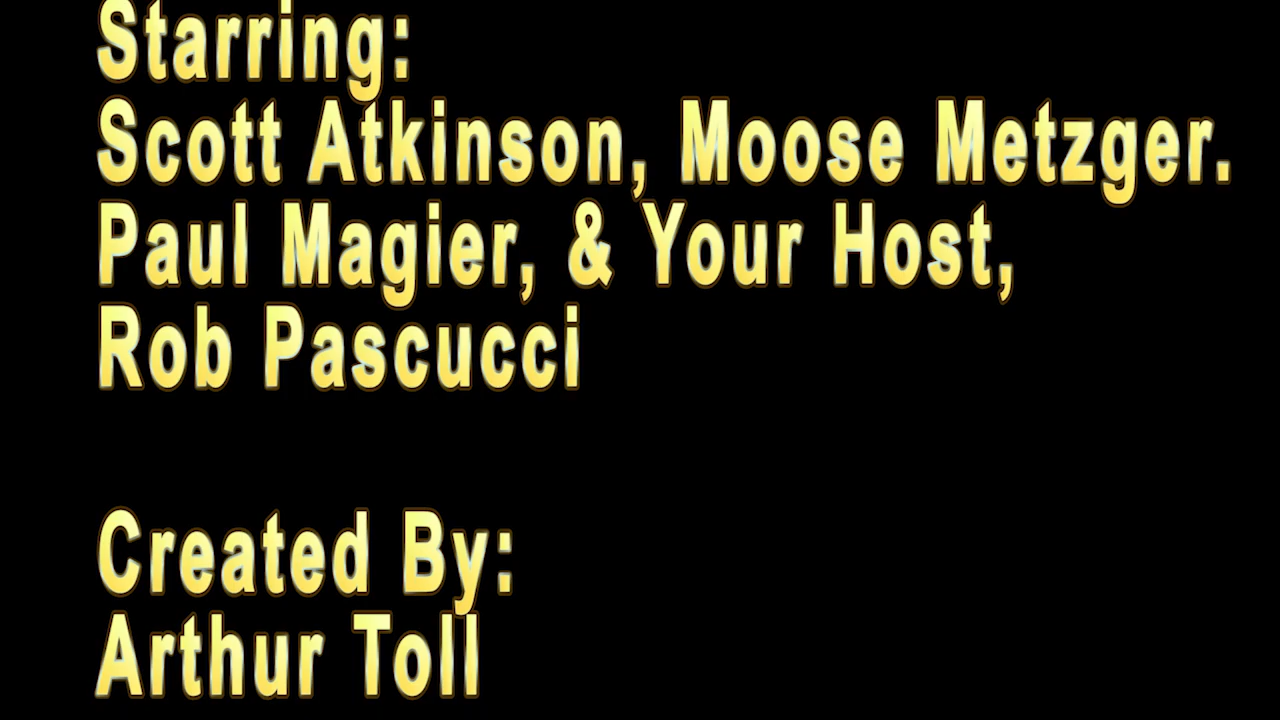 Starring:
Scott Atkinson, Moose Metzger.
Paul Magier, & Your Host,
Rob Pascucci
Created By:
Arthur Toll